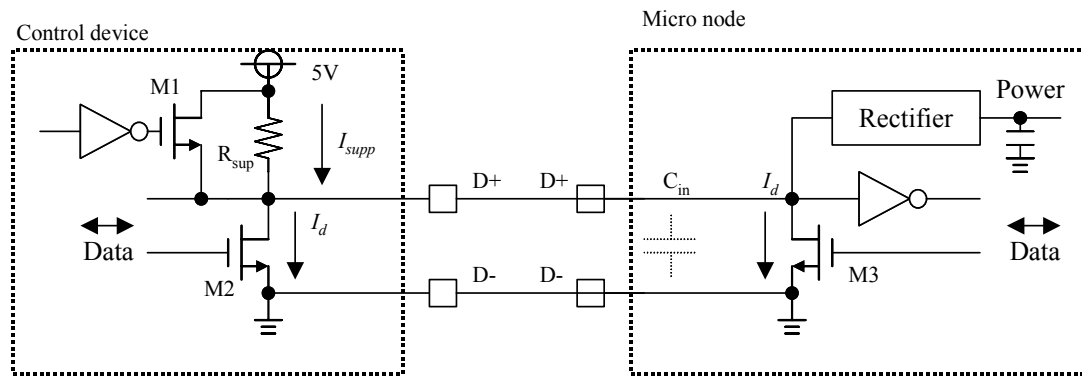 Control device
Micro node
5V
M1
Power
Rectifier
Rsup
Isupp
D+
D+
Cin
Id
Id
Data
Data
M2
D-
D-
M3